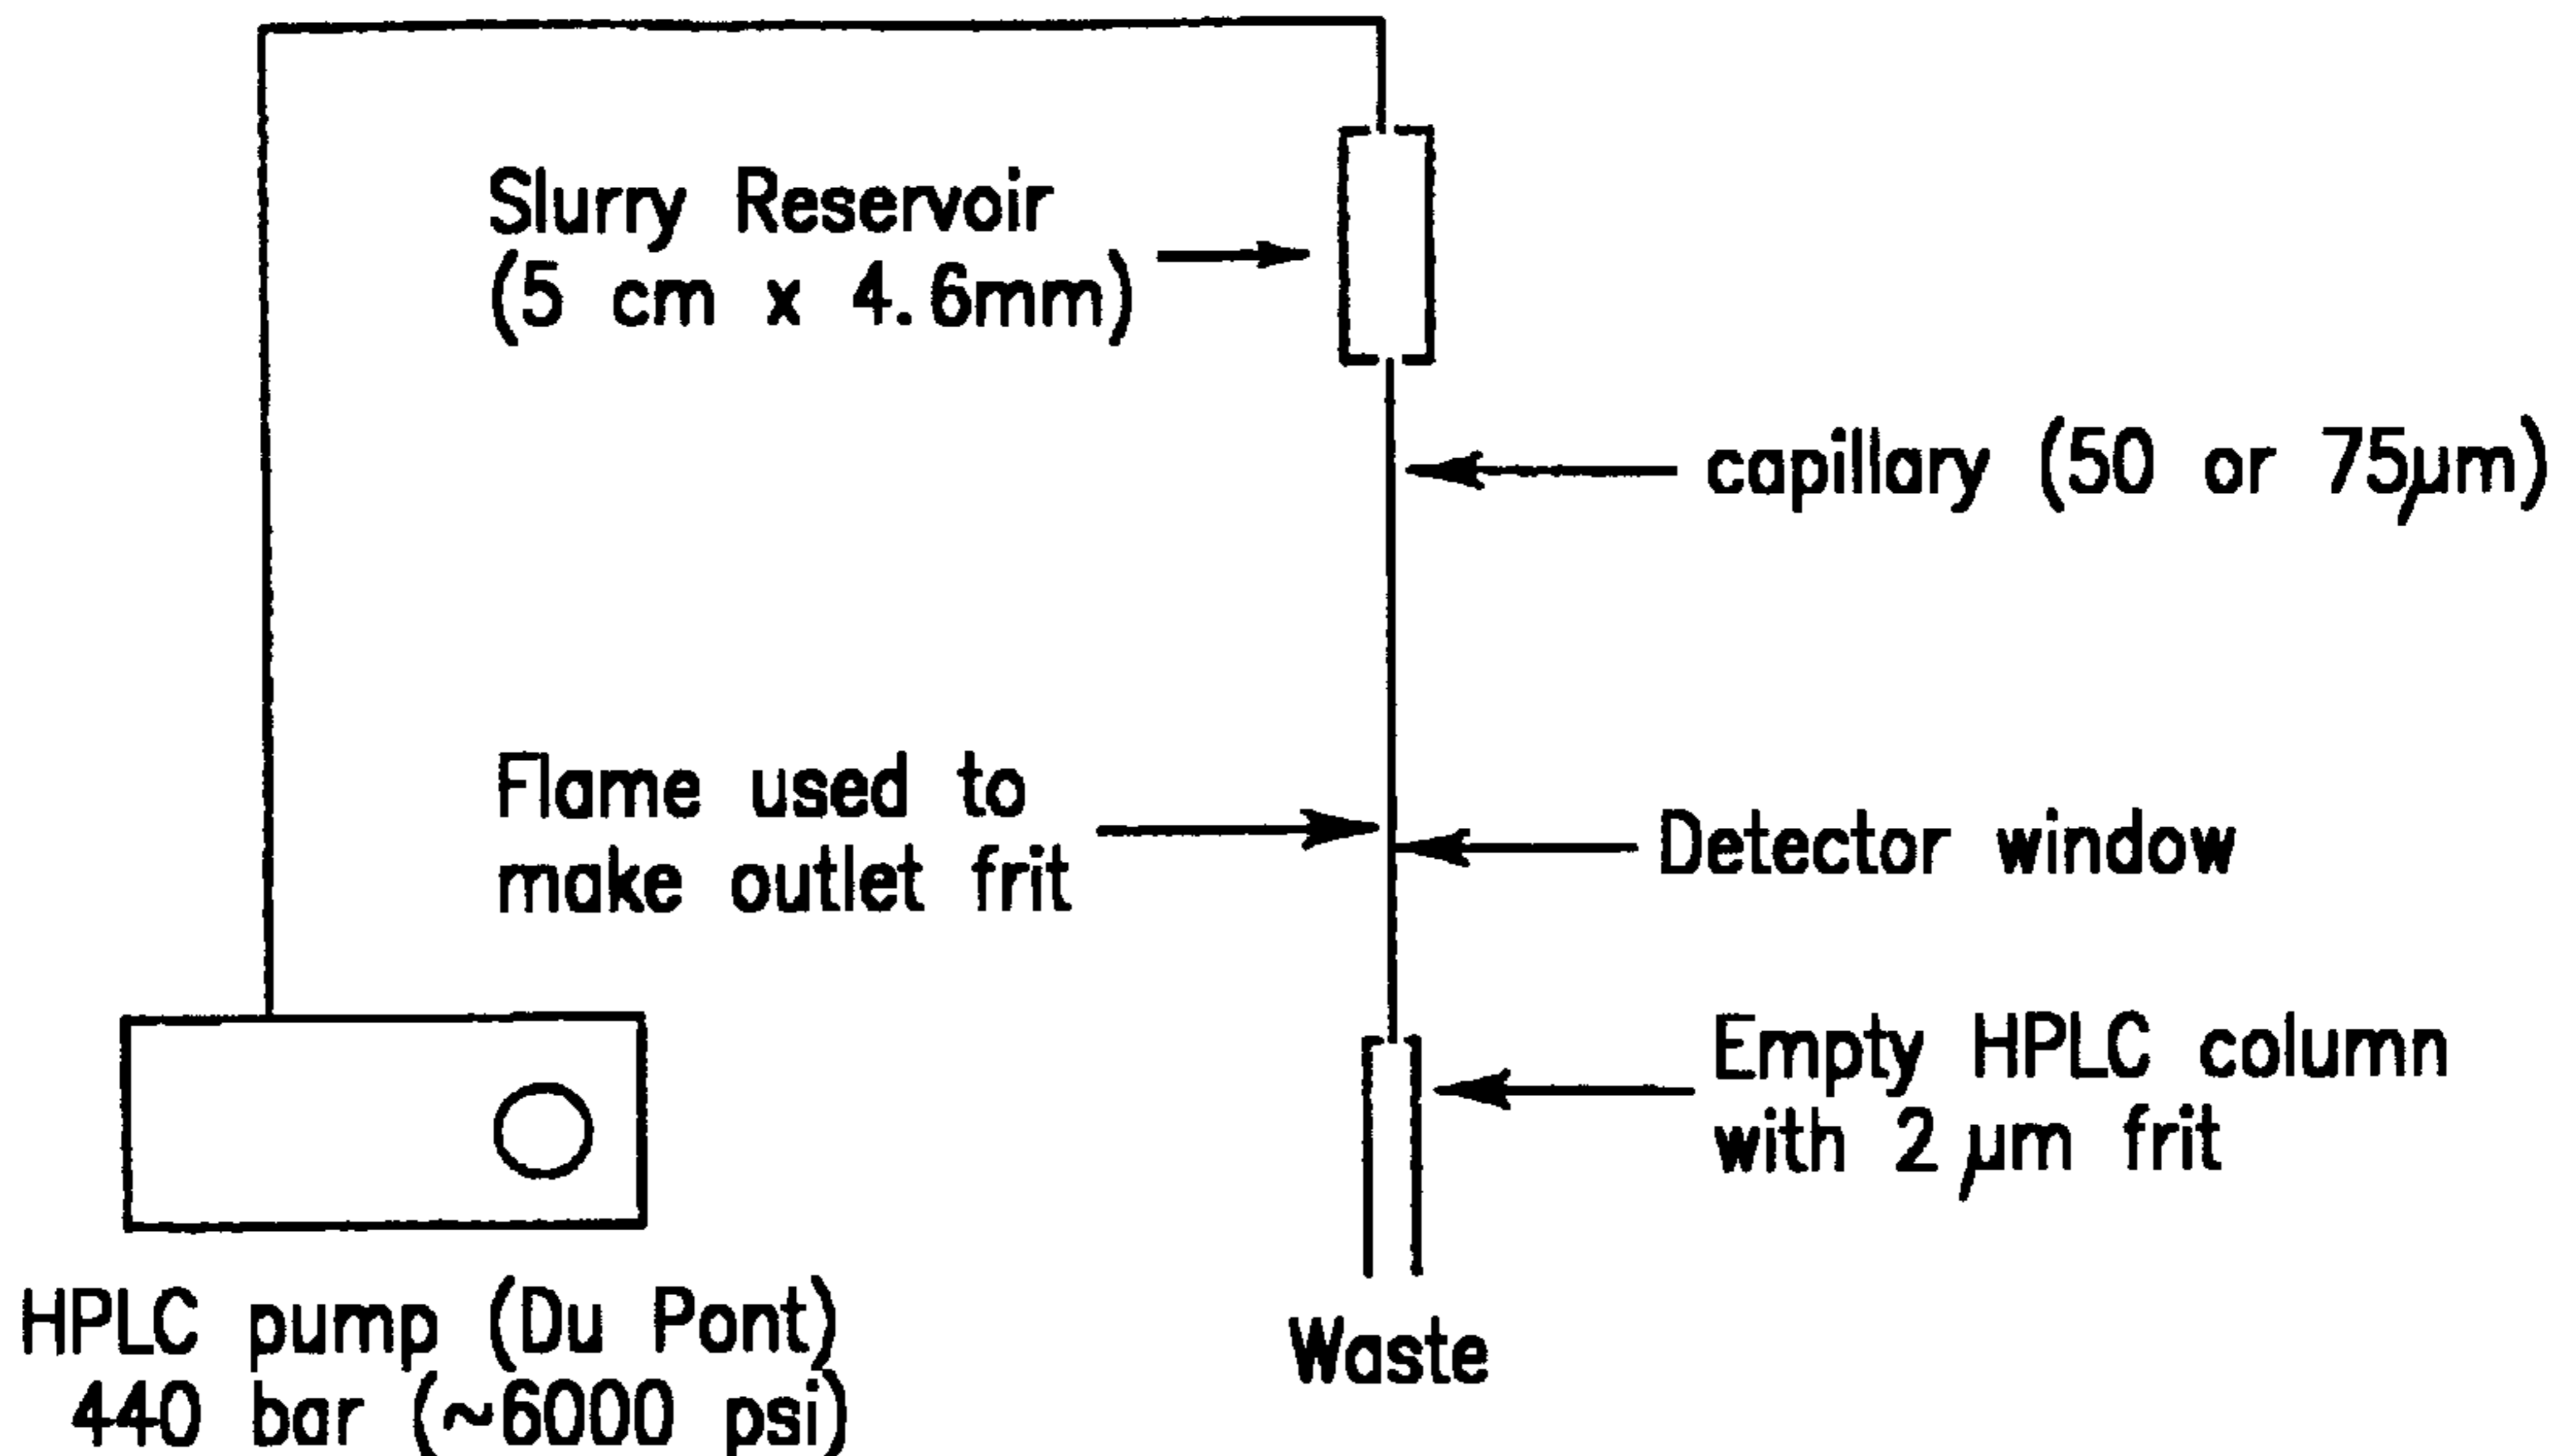 Slurry Reservoir
(5 cm x 4.6mm)
capillary (50 or 75µm)
Flame used to
make outlet frit
Detector window
Empty HPLC column
with 2 µm frit
HPLC pump (Du Pont)
440 bar (~6000 psi)
Waste